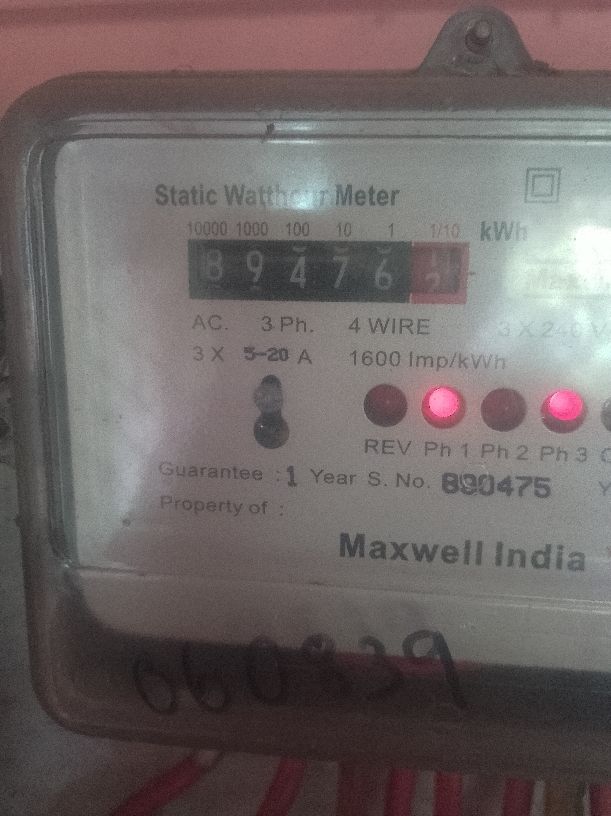 Static Watthour Meter
10000 1000 100 10 1 1/10 kWh
8 9 4 7 6
AC. 3 Ph. 4 WIRE 3 X 240 V
3 X 5-20 A 1600 Imp/kWh
REV Ph 1 Ph 2 Ph 3
Guarantee : 1 Year S. No. 890475
Property of :
Maxwell India